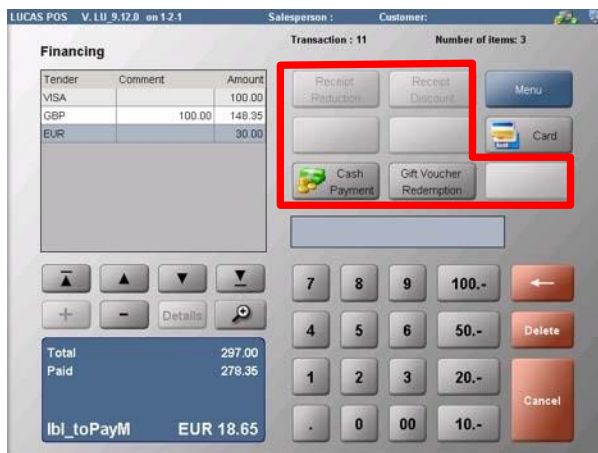 LUCAS POS V. LU_9.12.0 on 1-2-1 Salesperson : Customer:
Transaction : 11 Number of items: 3
Financing
Tender Comment Amount
VISA 100.00
GBP 100.00 148.35
EUR 30.00
Receipt Reduction
Receipt Discount
Menu
Card
Cash Payment
Gift Voucher Redemption
7 8 9 100.-
+ - Details
4 5 6 50.- Delete
Total 297.00
Paid 278.35
1 2 3 20.-
Cancel
lbl_toPayM EUR 18.65
. 0 00 10.-